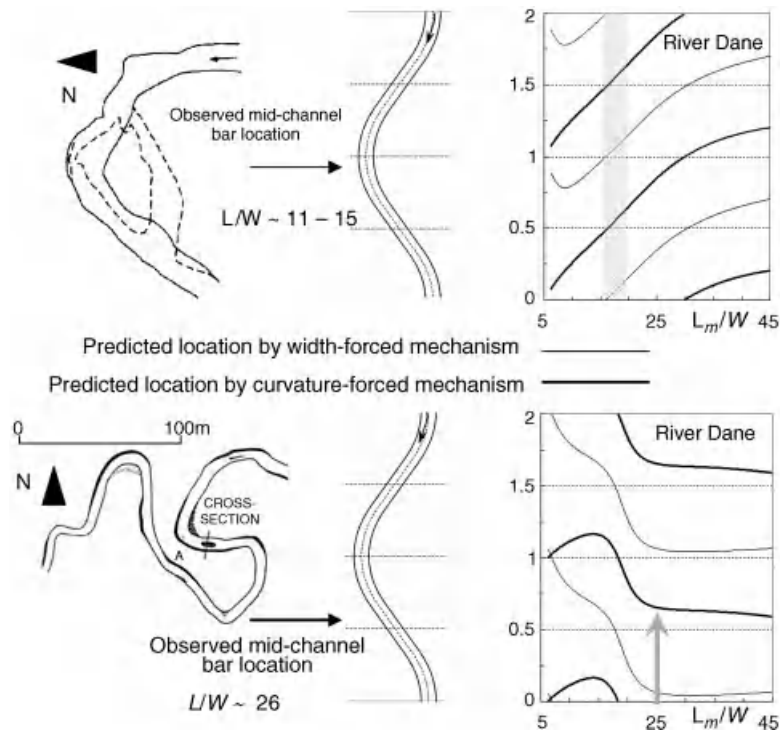 N
Observed mid-channel
bar location
L/W ~ 11 – 15
2
1.5
1
0.5
0
River Dane
5
25
L_m/W
45
Predicted location by width-forced mechanism
Predicted location by curvature-forced mechanism
0
100m
N
CROSS-
SECTION
A
Observed mid-channel
bar location
L/W ~ 26
2
1.5
1
0.5
0
River Dane
5
25
L_m/W
45